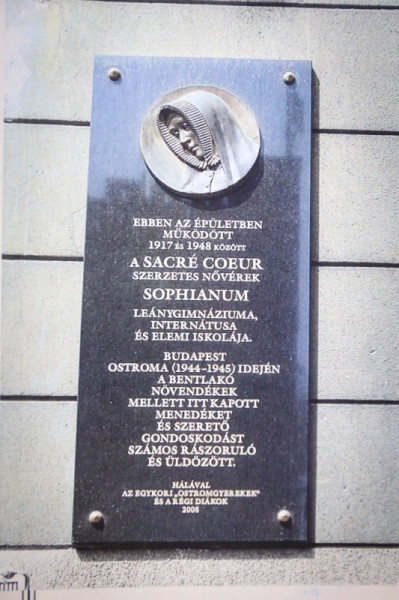 EBBEN AZ ÉPÜLETBEN
MŰKÖDÖTT
1917 ÉS 1948 KÖZÖTT
A SACRÉ COEUR
SZERZETES NŐVÉREK
SOPHIANUM
LEÁNYGIMNÁZIUMA,
INTERNÁTUSA
ÉS ELEMI ISKOLÁJA.
BUDAPEST
OSTROMA (1944–1945) IDEJÉN
A BENTLAKÓ
NÖVENDÉKEK
MELLETT ITT KAPOTT
MENEDÉKET
ÉS SZERETŐ
GONDOSKODÁST
SZÁMOS RÁSZORULÓ
ÉS ÜLDÖZÖTT.
HÁLÁVAL
AZ EGYKORI „OSTROMGYEREKEK"
ÉS A RÉGI DIÁKOK
2005